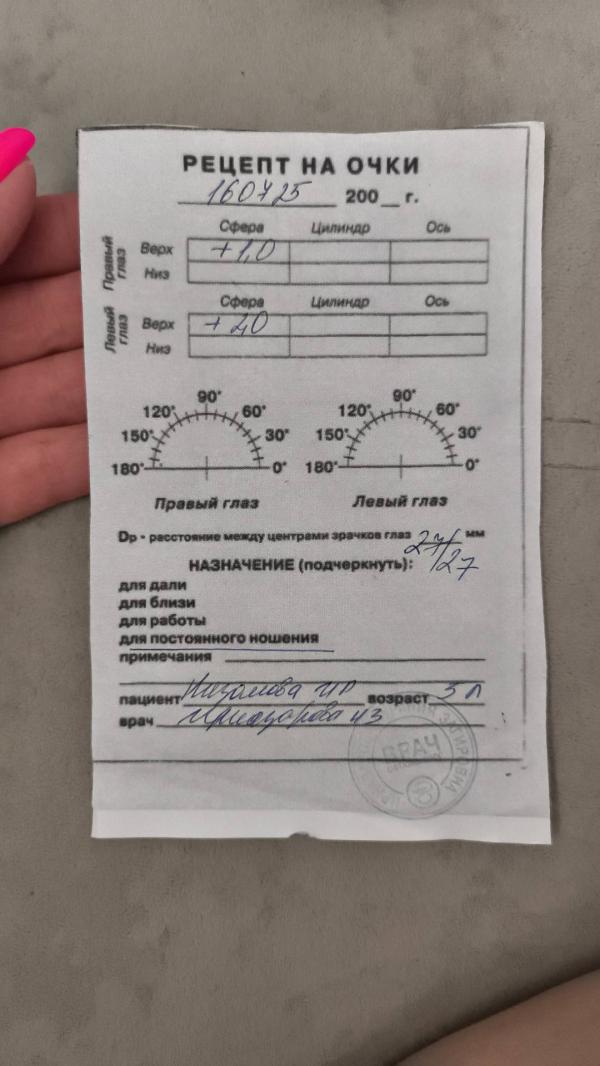 РЕЦЕПТ НА ОЧКИ
160725 200__ г.
Сфера Цилиндр Ось
Правый глаз
Верх +1,0
Низ
Сфера Цилиндр Ось
Левый глаз
Верх +2,0
Низ
90° 90°
120° 60° 120° 60°
150° 30° 150° 30°
180° 0° 180° 0°
Правый глаз Левый глаз
Dp - расстояние между центрами зрачков глаз 27/27 мм
НАЗНАЧЕНИЕ (подчеркнуть):
для дали
для близи
для работы
для постоянного ношения
примечания
пациент возраст 5 л
врач
ВРАЧ